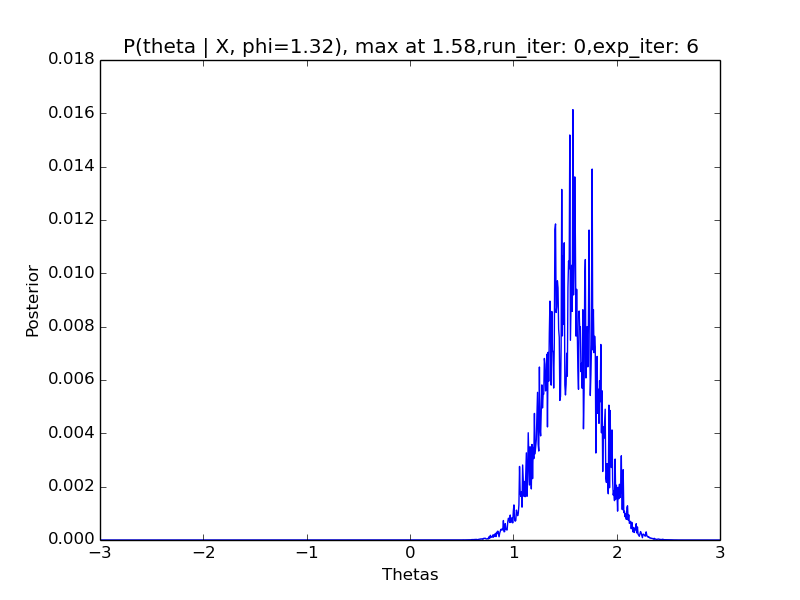 P(theta | X, phi=1.32), max at 1.58,run_iter: 0,exp_iter: 6
0.018
0.016
0.014
0.012
0.010
0.008
0.006
0.004
0.002
0.000
Posterior
−3 −2 −1 0 1 2 3
Thetas